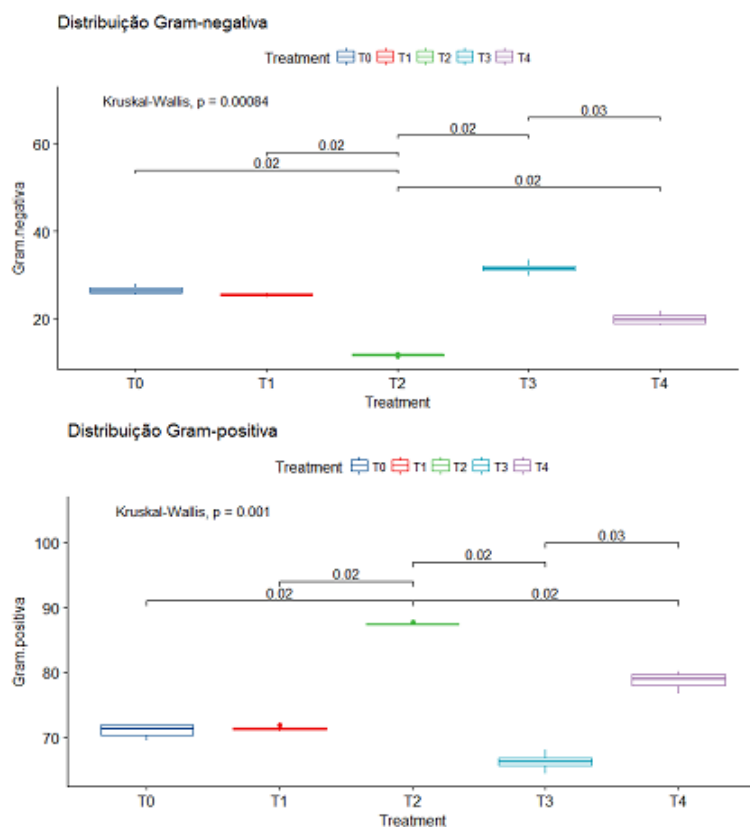 Distribuição Gram-negativa
Treatment T0 T1 T2 T3 T4
Kruskal-Wallis, p = 0.00084
0.03
0.02
0.02
0.02
0.02
Gram.negativa
60
40
20
T0 T1 T2 T3 T4
Treatment
Distribuição Gram-positiva
Treatment T0 T1 T2 T3 T4
Kruskal-Wallis, p = 0.001
0.03
0.02
0.02
0.02 0.02
Gram.positiva
100
90
80
70
T0 T1 T2 T3 T4
Treatment